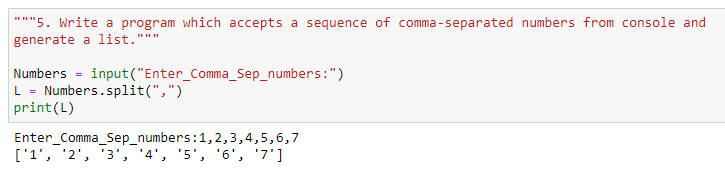 """5. Write a program which accepts a sequence of comma-separated numbers from console and
generate a list."""
Numbers = input("Enter_Comma_Sep_numbers:")
L = Numbers.split(",")
print(L)
Enter_Comma_Sep_numbers:1,2,3,4,5,6,7
['1', '2', '3', '4', '5', '6', '7']